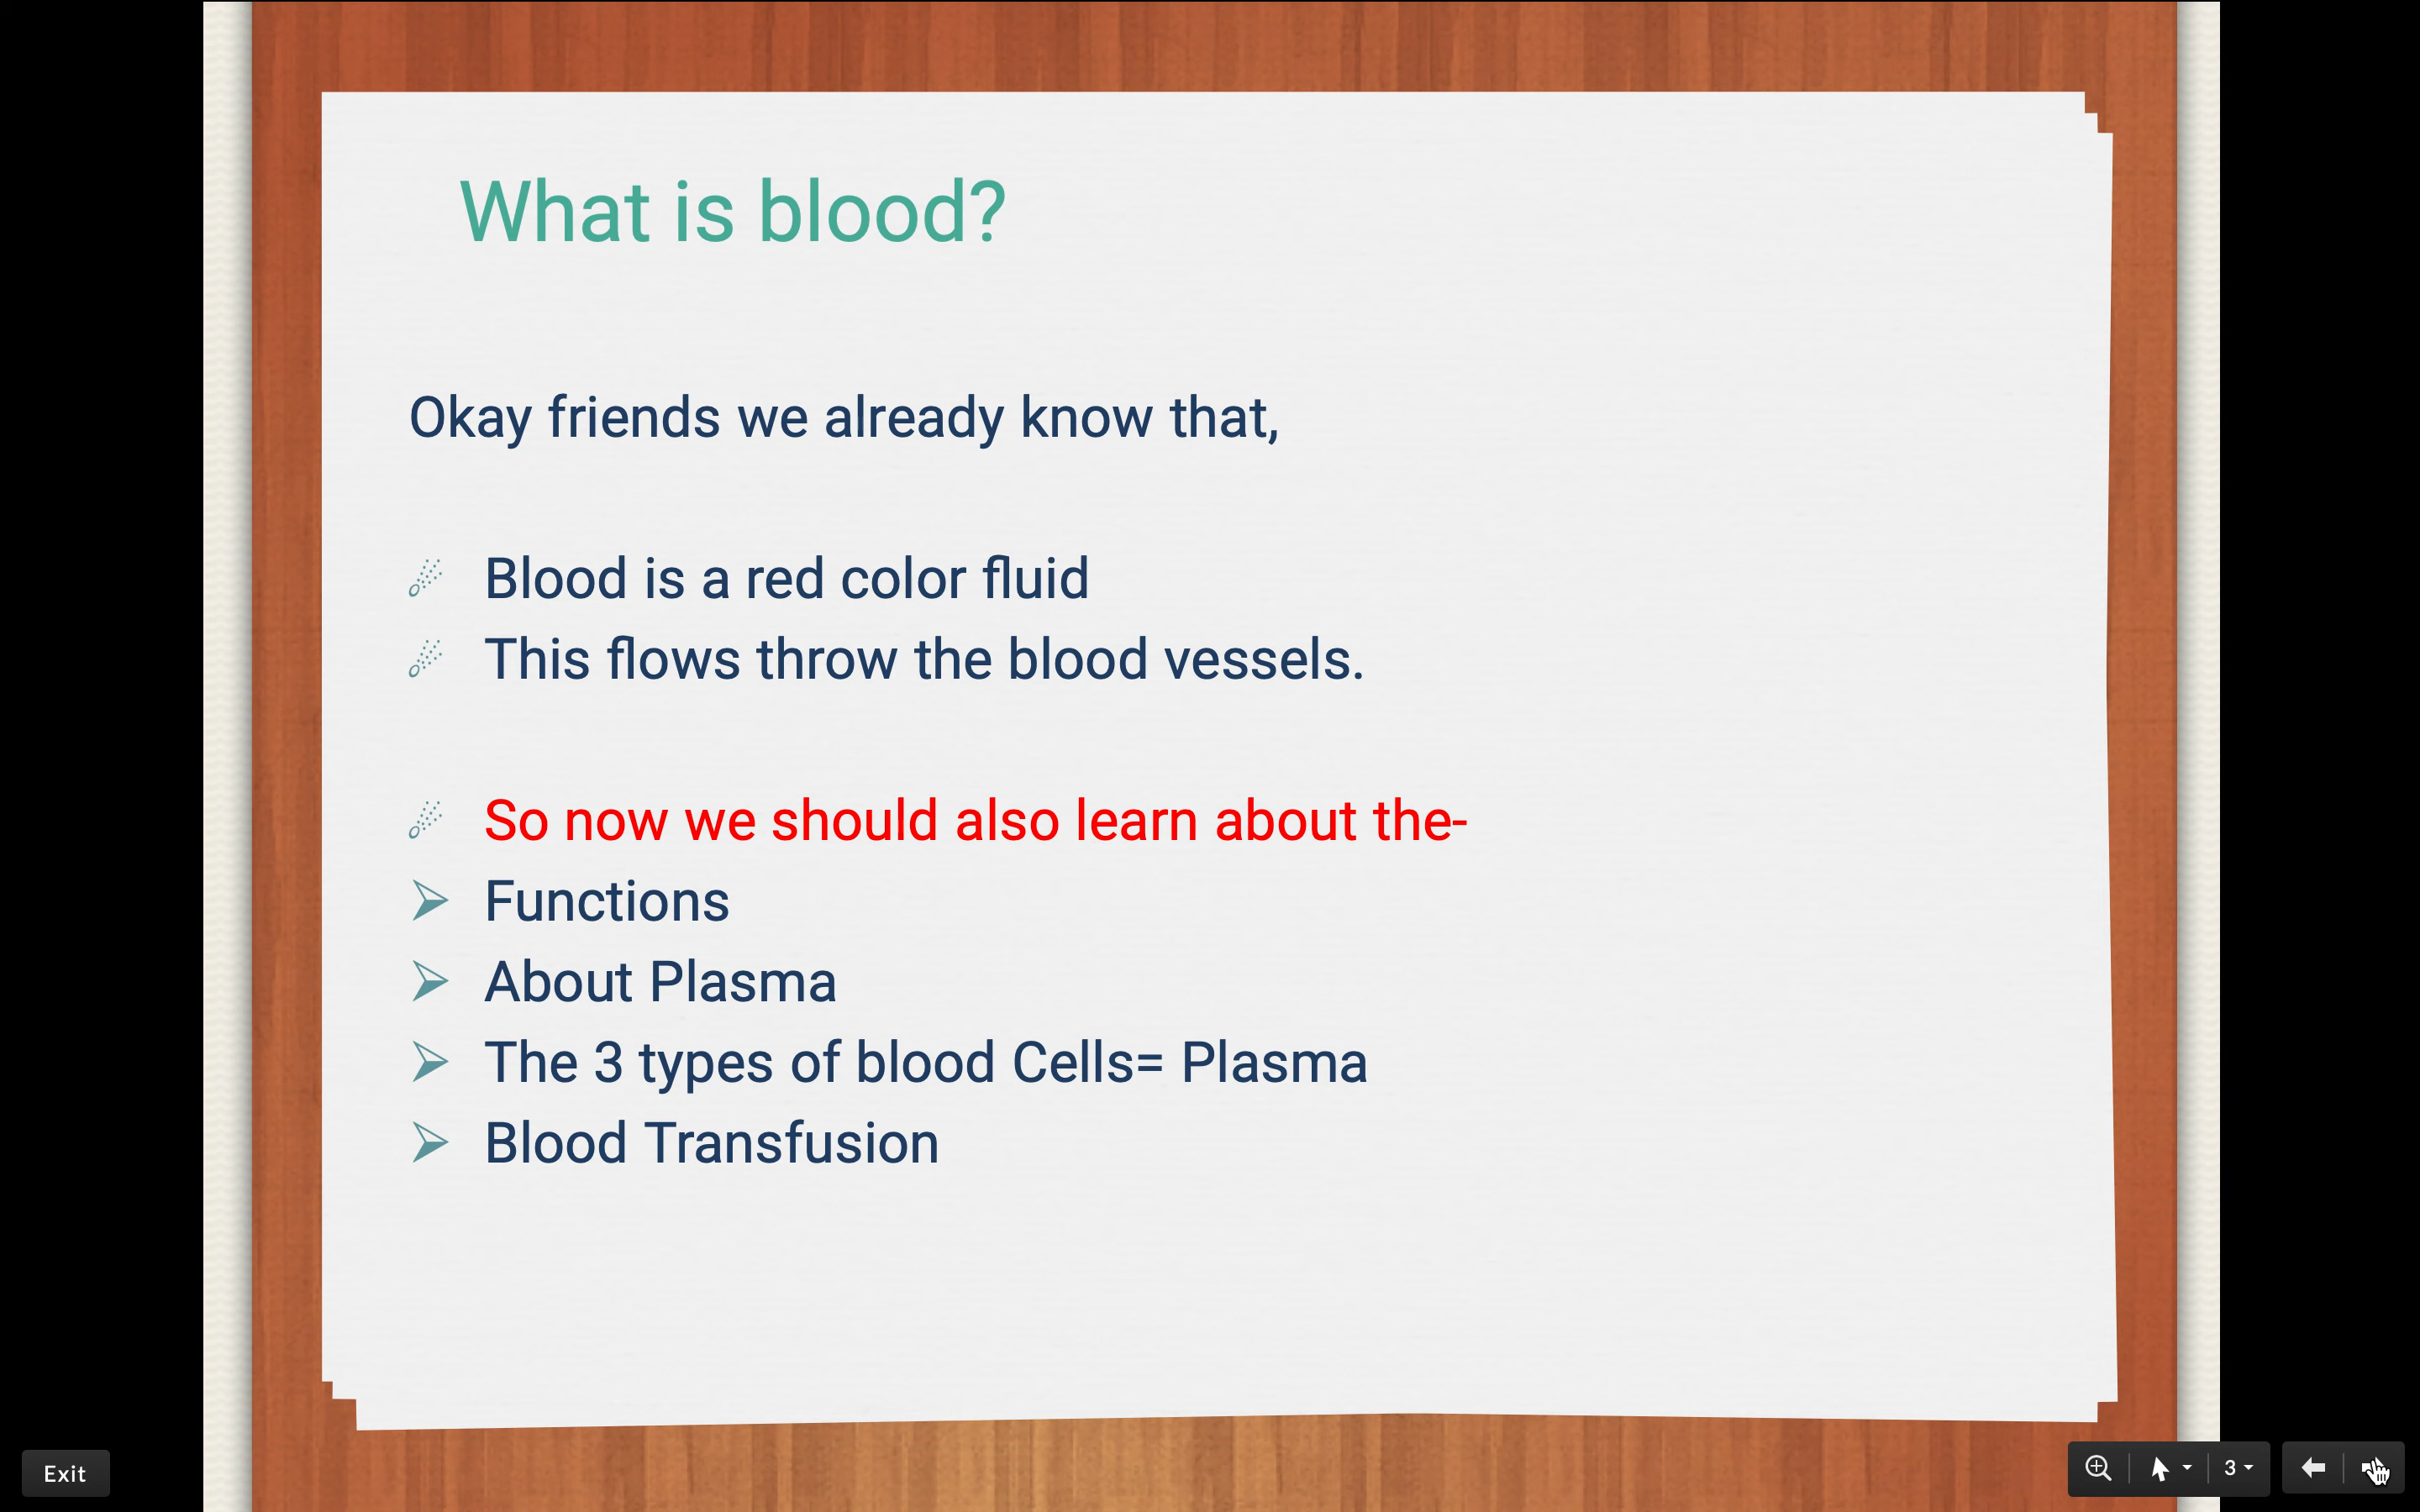 What is blood?
Okay friends we already know that,
Blood is a red color fluid
This flows throw the blood vessels.
So now we should also learn about the-
Functions
About Plasma
The 3 types of blood Cells= Plasma
Blood Transfusion
Exit
3